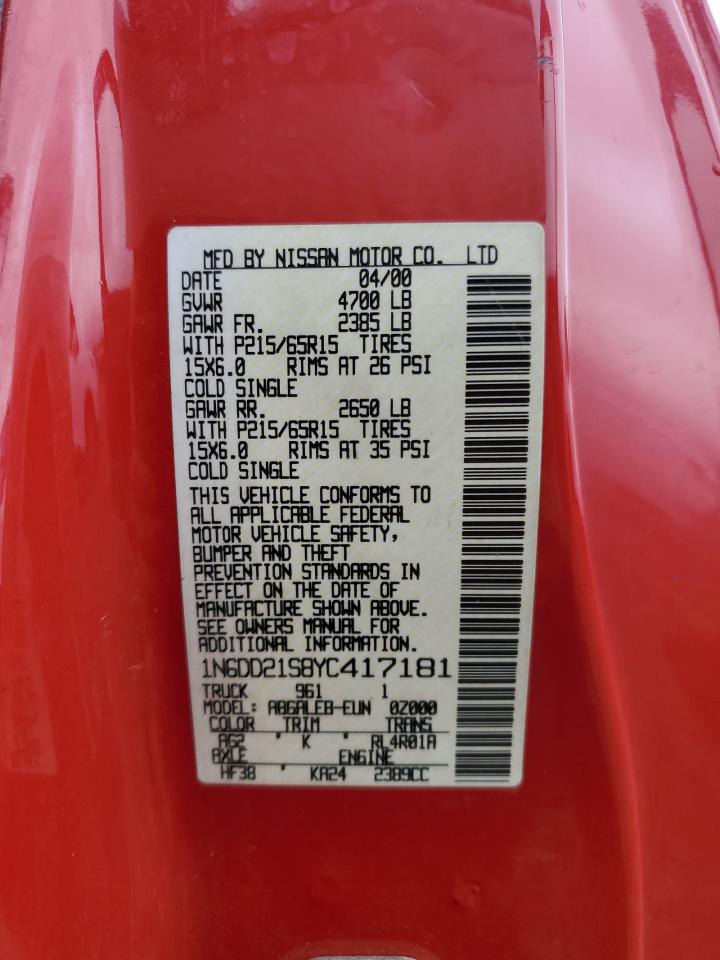 MFD BY NISSAN MOTOR CO. LTD
DATE 04/00
GVWR 4700 LB
GAWR FR. 2385 LB
WITH P215/65R15 TIRES
15X6.0 RIMS AT 26 PSI
COLD SINGLE
GAWR RR. 2650 LB
WITH P215/65R15 TIRES
15X6.0 RIMS AT 35 PSI
COLD SINGLE
THIS VEHICLE CONFORMS TO
ALL APPLICABLE FEDERAL
MOTOR VEHICLE SAFETY,
BUMPER AND THEFT
PREVENTION STANDARDS IN
EFFECT ON THE DATE OF
MANUFACTURE SHOWN ABOVE.
SEE OWNERS MANUAL FOR
ADDITIONAL INFORMATION.
1N6DD21S8YC417181
TRUCK 961 1
MODEL: ABGALEB-EUN 0Z000
COLOR TRIM TRANS
AG2 ' K ' RL4R01A
AXLE ENGINE
HF38 ' KA24 2389CC